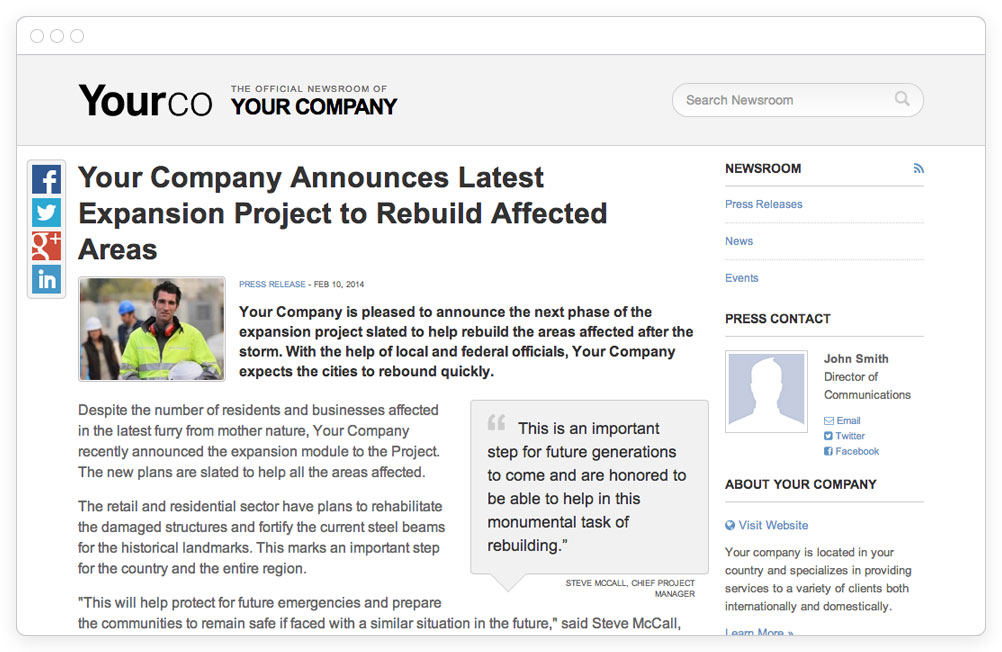 Yourco
THE OFFICIAL NEWSROOM OF
YOUR COMPANY
Search Newsroom
Your Company Announces Latest
Expansion Project to Rebuild Affected
Areas
PRESS RELEASE - FEB 10, 2014
Your Company is pleased to announce the next phase of the
expansion project slated to help rebuild the areas affected after the
storm. With the help of local and federal officials, Your Company
expects the cities to rebound quickly.
Despite the number of residents and businesses affected
in the latest furry from mother nature, Your Company
recently announced the expansion module to the Project.
The new plans are slated to help all the areas affected.
The retail and residential sector have plans to rehabilitate
the damaged structures and fortify the current steel beams
for the historical landmarks. This marks an important step
for the country and the entire region.
"This will help protect for future emergencies and prepare
the communities to remain safe if faced with a similar situation in the future," said Steve McCall,
“ This is an important
step for future generations
to come and are honored to
be able to help in this
monumental task of
rebuilding.”
STEVE MCCALL, CHIEF PROJECT
MANAGER
NEWSROOM
Press Releases
News
Events
PRESS CONTACT
John Smith
Director of
Communications
Email
Twitter
Facebook
ABOUT YOUR COMPANY
Visit Website
Your company is located in your
country and specializes in providing
services to a variety of clients both
internationally and domestically.
Learn More »